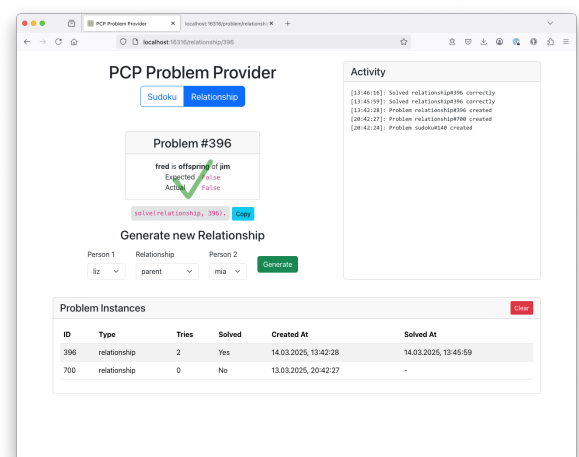 PCP Problem Provider
localhost:16316/problem/relationship
localhost:16316/relationship/396
PCP Problem Provider
Sudoku Relationship
Problem #396
fred is offspring of jim
Expected False
Actual False
solve(relationship, 396). Copy
Generate new Relationship
Person 1 Relationship Person 2
liz parent mia Generate
Activity
[13:46:16]: Solved relationship#396 correctly
[13:45:59]: Solved relationship#396 correctly
[13:42:28]: Problem relationship#396 created
[20:42:27]: Problem relationship#700 created
[20:42:24]: Problem sudoku#140 created
Problem Instances Clear
ID Type Tries Solved Created At Solved At
396 relationship 2 Yes 14.03.2025, 13:42:28 14.03.2025, 13:45:59
700 relationship 0 No 13.03.2025, 20:42:27 -